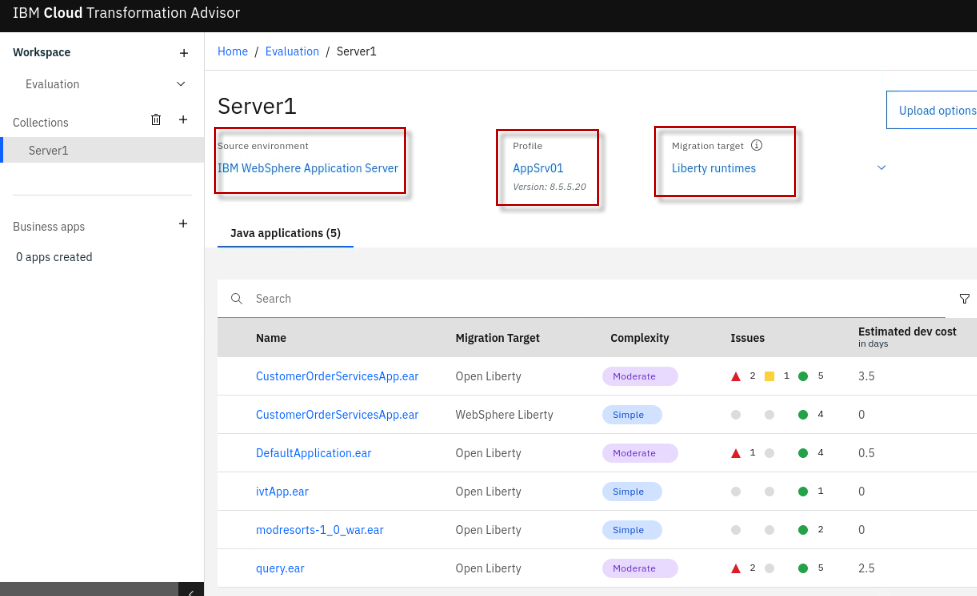 IBM Cloud Transformation Advisor
Workspace +
Evaluation
Collections +
Server1
Business apps +
0 apps created
Home / Evaluation / Server1
Server1
Upload options
Source environment
IBM WebSphere Application Server
Profile
AppSrv01
Version: 8.5.5.20
Migration target
Liberty runtimes
Java applications (5)
Search
Name Migration Target Complexity Issues Estimated dev cost
in days
CustomerOrderServicesApp.ear Open Liberty Moderate 2 1 5 3.5
CustomerOrderServicesApp.ear WebSphere Liberty Simple 4 0
DefaultApplication.ear Open Liberty Moderate 1 4 0.5
ivtApp.ear Open Liberty Simple 1 0
modresorts-1_0_war.ear Open Liberty Simple 2 0
query.ear Open Liberty Moderate 2 5 2.5